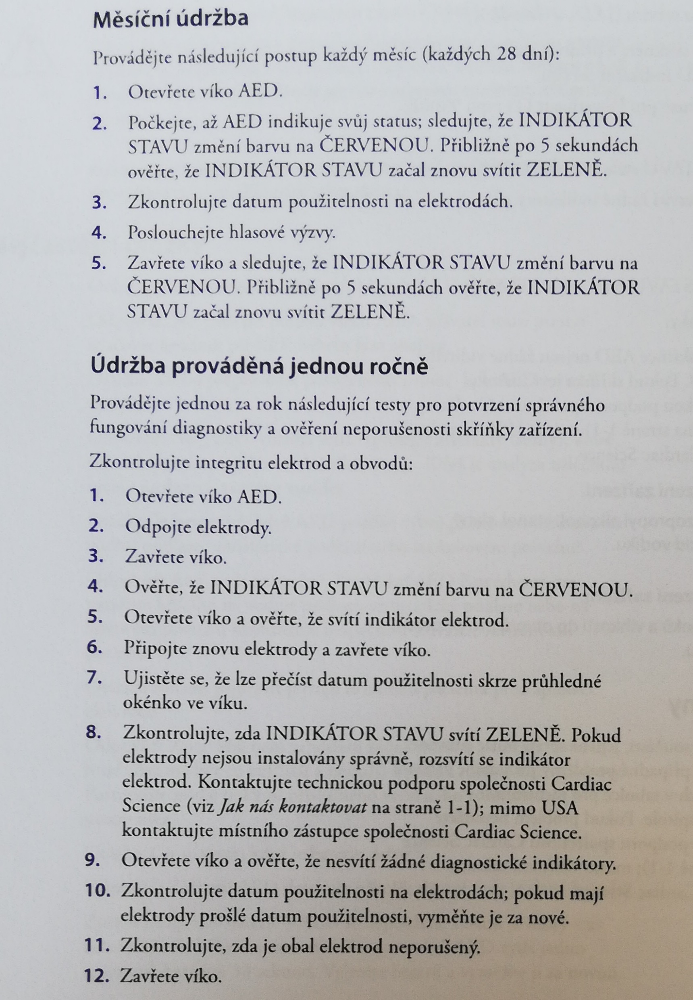 Měsíční údržba
Provádějte následující postup každý měsíc (každých 28 dní):
1. Otevřete víko AED.
2. Počkejte, až AED indikuje svůj status; sledujte, že INDIKÁTOR
STAVU změní barvu na ČERVENOU. Přibližně po 5 sekundách
ověřte, že INDIKÁTOR STAVU začal znovu svítit ZELENĚ.
3. Zkontrolujte datum použitelnosti na elektrodách.
4. Poslouchejte hlasové výzvy.
5. Zavřete víko a sledujte, že INDIKÁTOR STAVU změní barvu na
ČERVENOU. Přibližně po 5 sekundách ověřte, že INDIKÁTOR
STAVU začal znovu svítit ZELENĚ.
Údržba prováděná jednou ročně
Provádějte jednou za rok následující testy pro potvrzení správného
fungování diagnostiky a ověření neporušenosti skříňky zařízení.
Zkontrolujte integritu elektrod a obvodů:
1. Otevřete víko AED.
2. Odpojte elektrody.
3. Zavřete víko.
4. Ověřte, že INDIKÁTOR STAVU změní barvu na ČERVENOU.
5. Otevřete víko a ověřte, že svítí indikátor elektrod.
6. Připojte znovu elektrody a zavřete víko.
7. Ujistěte se, že lze přečíst datum použitelnosti skrze průhledné
okénko ve víku.
8. Zkontrolujte, zda INDIKÁTOR STAVU svítí ZELENĚ. Pokud
elektrody nejsou instalovány správně, rozsvítí se indikátor
elektrod. Kontaktujte technickou podporu společnosti Cardiac
Science (viz Jak nás kontaktovat na straně 1-1); mimo USA
kontaktujte místního zástupce společnosti Cardiac Science.
9. Otevřete víko a ověřte, že nesvítí žádné diagnostické indikátory.
10. Zkontrolujte datum použitelnosti na elektrodách; pokud mají
elektrody prošlé datum použitelnosti, vyměňte je za nové.
11. Zkontrolujte, zda je obal elektrod neporušený.
12. Zavřete víko.